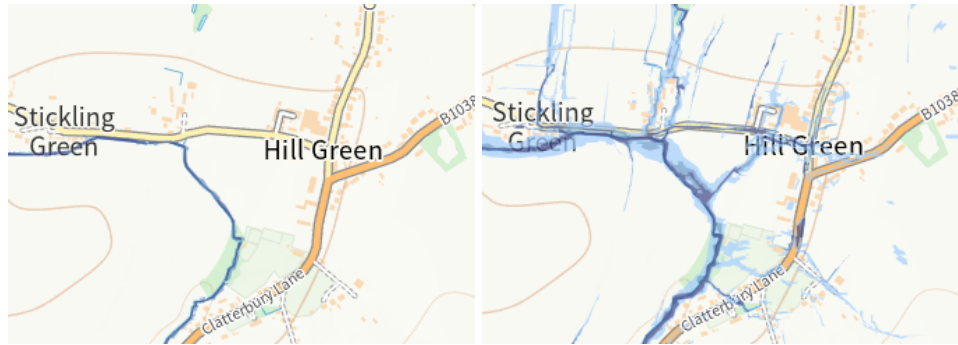 Stickling
Green
Hill Green
B1038
Clatterbury Lane
Stickling
Green
Hill Green
B1038
Clatterbury Lane